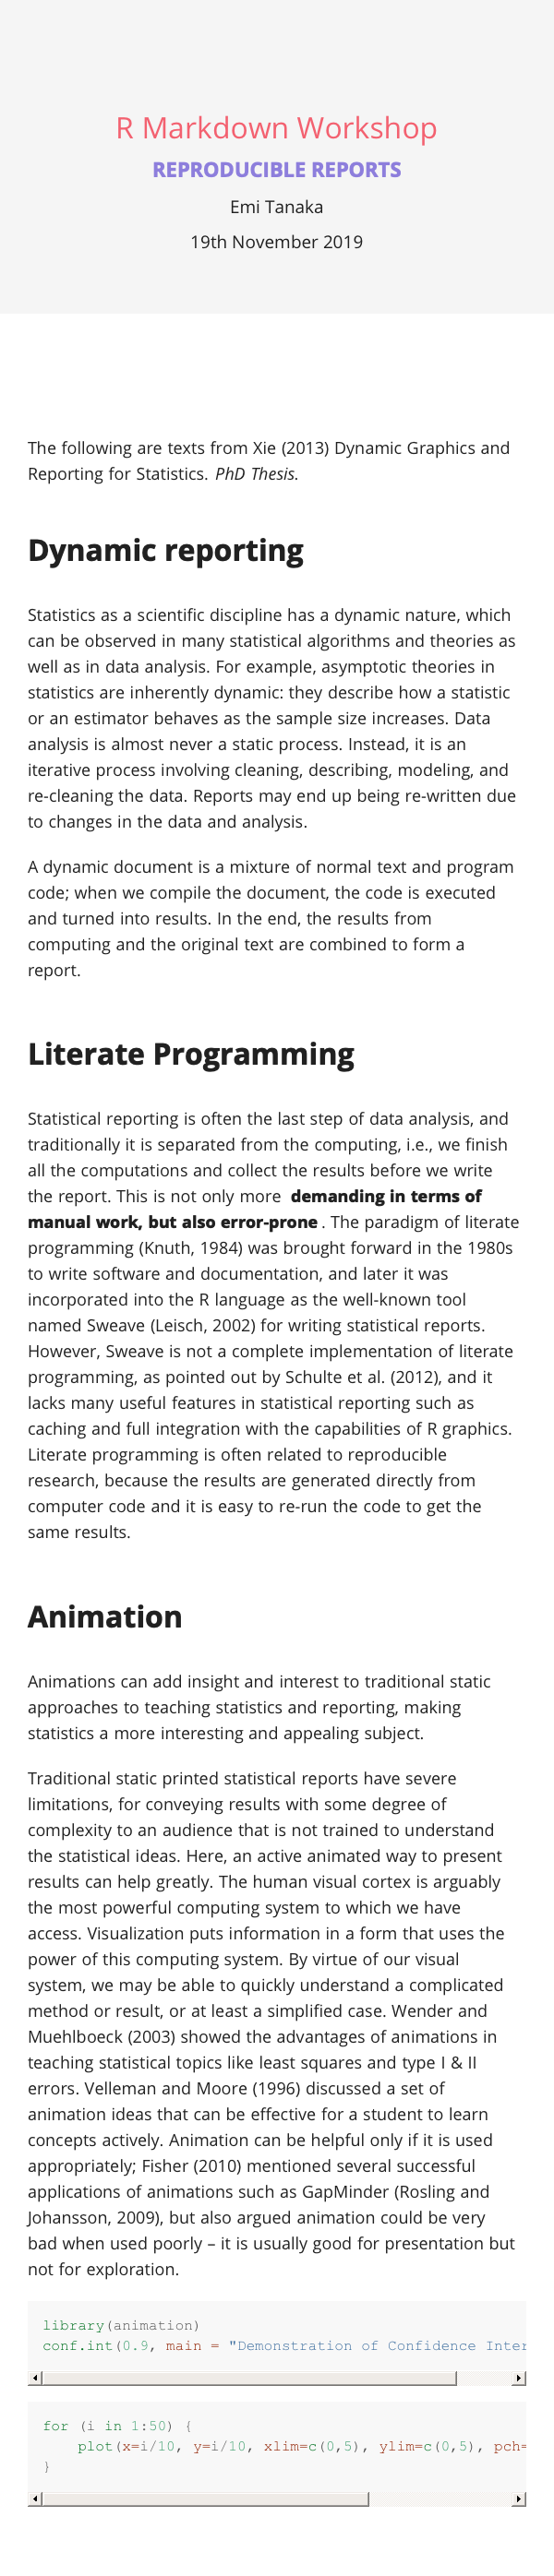 R Markdown Workshop
REPRODUCIBLE REPORTS
Emi Tanaka
19th November 2019
The following are texts from Xie (2013) Dynamic Graphics and
Reporting for Statistics. PhD Thesis.
Dynamic reporting
Statistics as a scientific discipline has a dynamic nature, which
can be observed in many statistical algorithms and theories as
well as in data analysis. For example, asymptotic theories in
statistics are inherently dynamic: they describe how a statistic
or an estimator behaves as the sample size increases. Data
analysis is almost never a static process. Instead, it is an
iterative process involving cleaning, describing, modeling, and
re-cleaning the data. Reports may end up being re-written due
to changes in the data and analysis.
A dynamic document is a mixture of normal text and program
code; when we compile the document, the code is executed
and turned into results. In the end, the results from
computing and the original text are combined to form a
report.
Literate Programming
Statistical reporting is often the last step of data analysis, and
traditionally it is separated from the computing, i.e., we finish
all the computations and collect the results before we write
the report. This is not only more demanding in terms of
manual work, but also error-prone. The paradigm of literate
programming (Knuth, 1984) was brought forward in the 1980s
to write software and documentation, and later it was
incorporated into the R language as the well-known tool
named Sweave (Leisch, 2002) for writing statistical reports.
However, Sweave is not a complete implementation of literate
programming, as pointed out by Schulte et al. (2012), and it
lacks many useful features in statistical reporting such as
caching and full integration with the capabilities of R graphics.
Literate programming is often related to reproducible
research, because the results are generated directly from
computer code and it is easy to re-run the code to get the
same results.
Animation
Animations can add insight and interest to traditional static
approaches to teaching statistics and reporting, making
statistics a more interesting and appealing subject.
Traditional static printed statistical reports have severe
limitations, for conveying results with some degree of
complexity to an audience that is not trained to understand
the statistical ideas. Here, an active animated way to present
results can help greatly. The human visual cortex is arguably
the most powerful computing system to which we have
access. Visualization puts information in a form that uses the
power of this computing system. By virtue of our visual
system, we may be able to quickly understand a complicated
method or result, or at least a simplified case. Wender and
Muehlboeck (2003) showed the advantages of animations in
teaching statistical topics like least squares and type I & II
errors. Velleman and Moore (1996) discussed a set of
animation ideas that can be effective for a student to learn
concepts actively. Animation can be helpful only if it is used
appropriately; Fisher (2010) mentioned several successful
applications of animations such as GapMinder (Rosling and
Johansson, 2009), but also argued animation could be very
bad when used poorly – it is usually good for presentation but
not for exploration.
library(animation)
conf.int(0.9, main = "Demonstration of Confidence Inter
for (i in 1:50) {
    plot(x=i/10, y=i/10, xlim=c(0,5), ylim=c(0,5), pch=
}